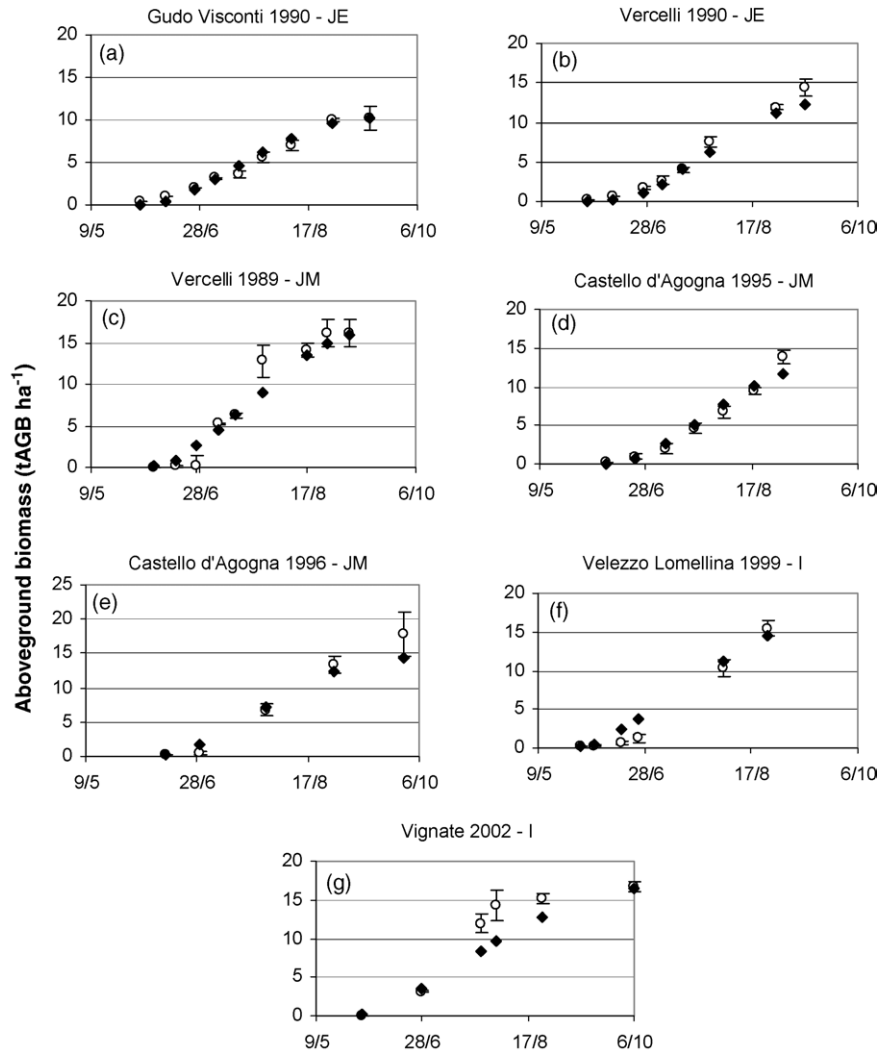 Gudo Visconti 1990 - JE
(a)
20
15
10
5
0
9/5 28/6 17/8 6/10
Vercelli 1990 - JE
(b)
20
15
10
5
0
9/5 28/6 17/8 6/10
Vercelli 1989 - JM
(c)
20
15
10
5
0
9/5 28/6 17/8 6/10
Castello d'Agogna 1995 - JM
(d)
20
15
10
5
0
9/5 28/6 17/8 6/10
Aboveground biomass (tAGB ha⁻¹)
Castello d'Agogna 1996 - JM
(e)
25
20
15
10
5
0
9/5 28/6 17/8 6/10
Velezzo Lomellina 1999 - I
(f)
20
15
10
5
0
9/5 28/6 17/8 6/10
Vignate 2002 - I
(g)
20
15
10
5
0
9/5 28/6 17/8 6/10